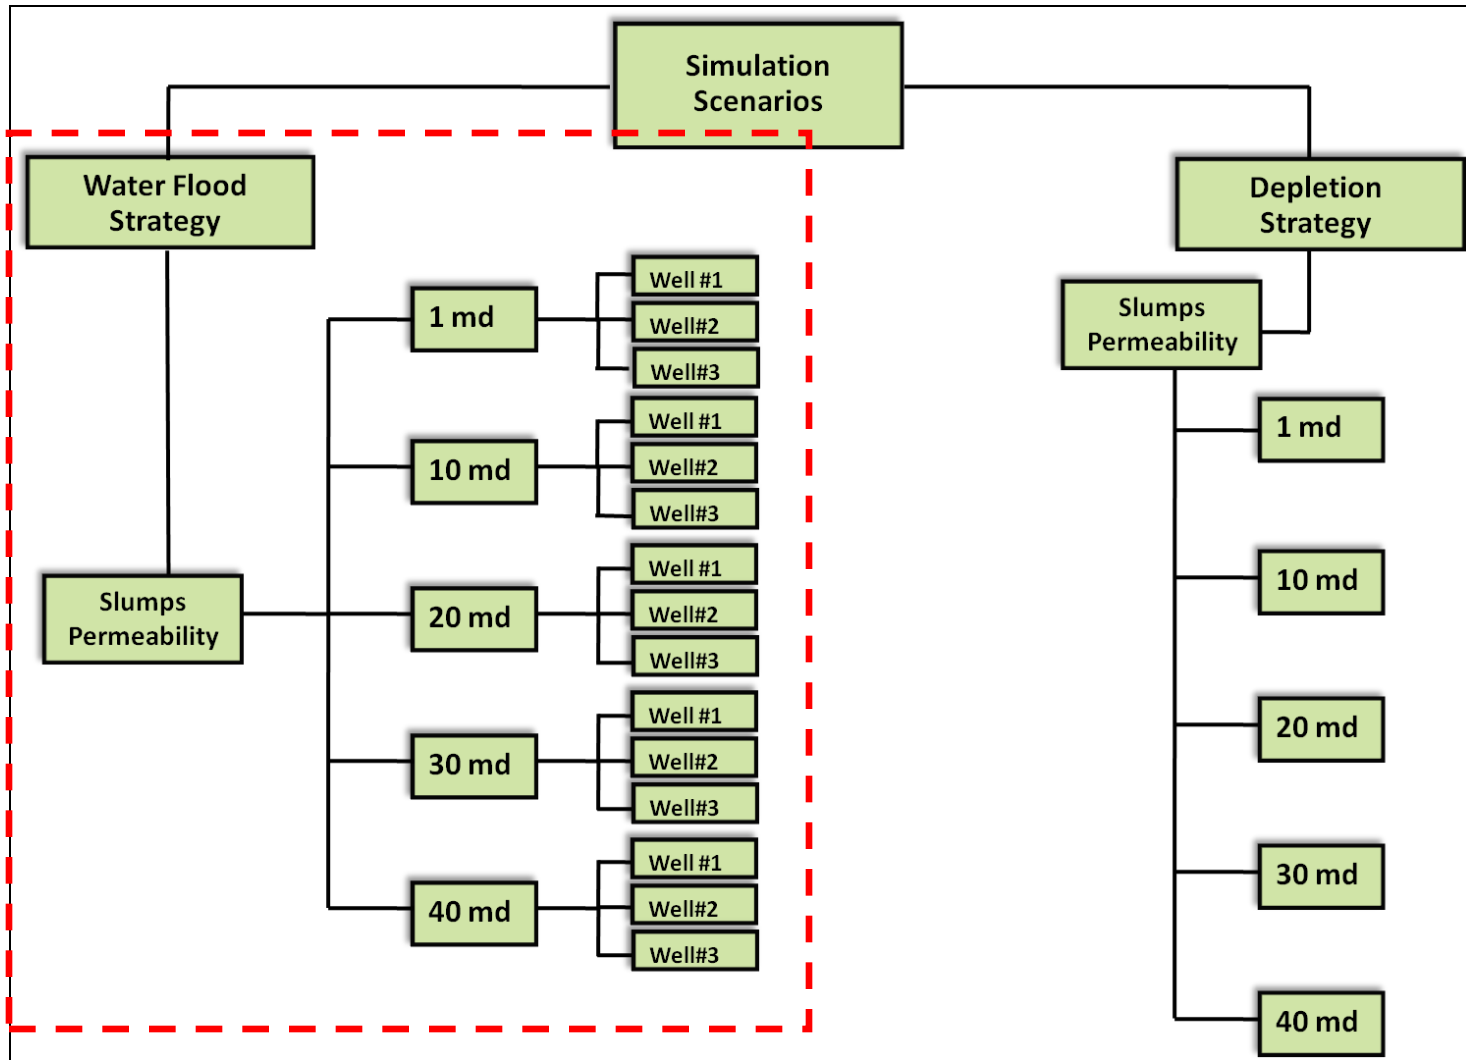 Simulation
Scenarios
Water Flood
Strategy
Slumps
Permeability
1 md
Well #1
Well#2
Well#3
10 md
Well #1
Well#2
Well#3
20 md
Well #1
Well#2
Well#3
30 md
Well #1
Well#2
Well#3
40 md
Well #1
Well#2
Well#3
Depletion
Strategy
Slumps
Permeability
1 md
10 md
20 md
30 md
40 md